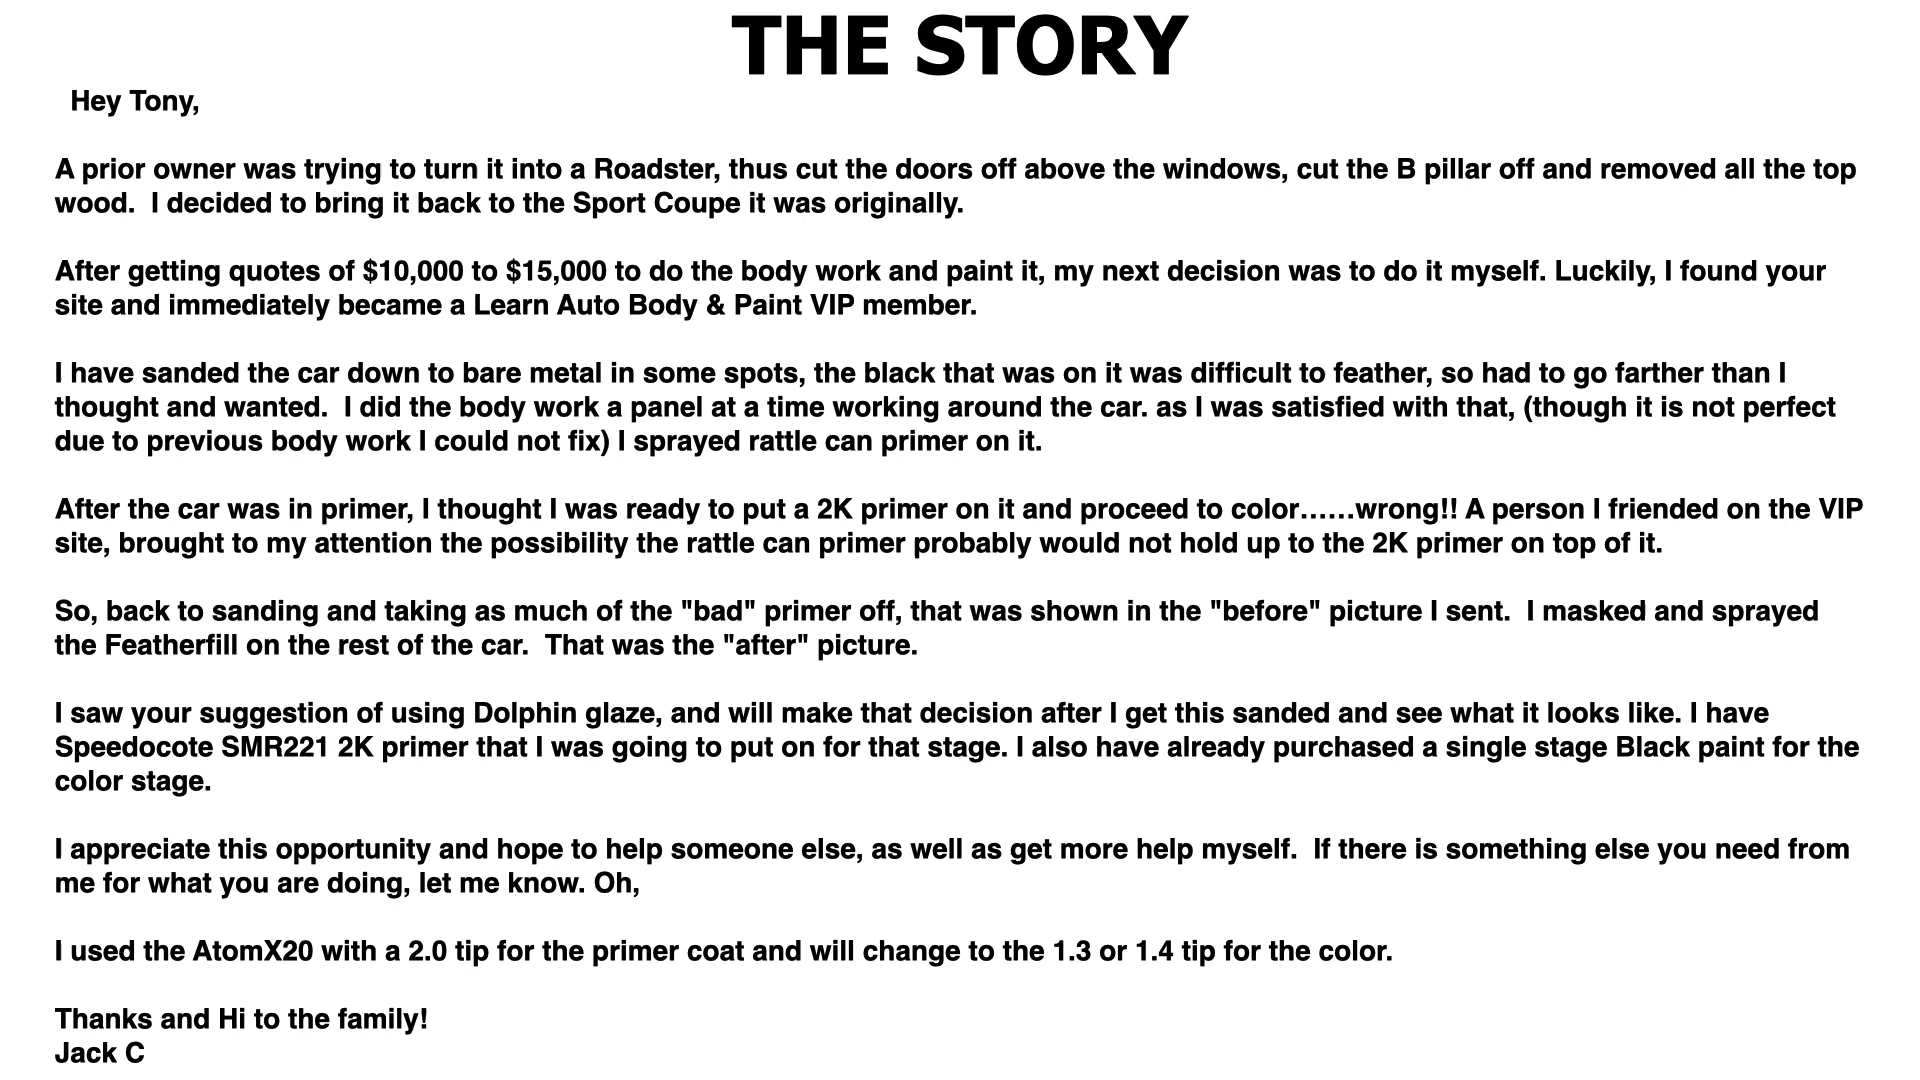 THE STORY
Hey Tony,
A prior owner was trying to turn it into a Roadster, thus cut the doors off above the windows, cut the B pillar off and removed all the top
wood.  I decided to bring it back to the Sport Coupe it was originally.
After getting quotes of $10,000 to $15,000 to do the body work and paint it, my next decision was to do it myself. Luckily, I found your
site and immediately became a Learn Auto Body & Paint VIP member.
I have sanded the car down to bare metal in some spots, the black that was on it was difficult to feather, so had to go farther than I
thought and wanted.  I did the body work a panel at a time working around the car. as I was satisfied with that, (though it is not perfect
due to previous body work I could not fix) I sprayed rattle can primer on it.
After the car was in primer, I thought I was ready to put a 2K primer on it and proceed to color......wrong!! A person I friended on the VIP
site, brought to my attention the possibility the rattle can primer probably would not hold up to the 2K primer on top of it.
So, back to sanding and taking as much of the "bad" primer off, that was shown in the "before" picture I sent.  I masked and sprayed
the Featherfill on the rest of the car.  That was the "after" picture.
I saw your suggestion of using Dolphin glaze, and will make that decision after I get this sanded and see what it looks like. I have
Speedocote SMR221 2K primer that I was going to put on for that stage. I also have already purchased a single stage Black paint for the
color stage.
I appreciate this opportunity and hope to help someone else, as well as get more help myself.  If there is something else you need from
me for what you are doing, let me know. Oh,
I used the AtomX20 with a 2.0 tip for the primer coat and will change to the 1.3 or 1.4 tip for the color.
Thanks and Hi to the family!
Jack C